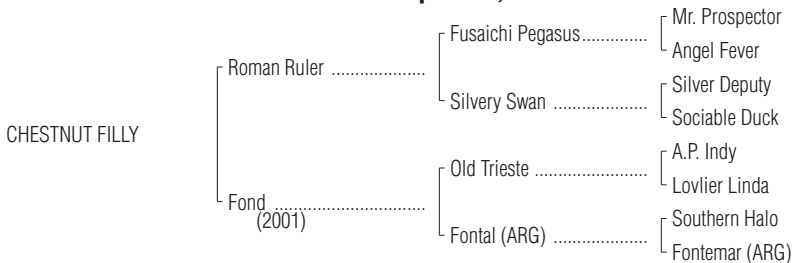 Mr. Prospector
Fusaichi Pegasus..............
Angel Fever
Roman Ruler ....................
Silver Deputy
Silvery Swan ....................
Sociable Duck
CHESTNUT FILLY
A.P. Indy
Old Trieste ........................
Lovlier Linda
Fond ................................
(2001)
Southern Halo
Fontal (ARG) ....................
Fontemar (ARG)